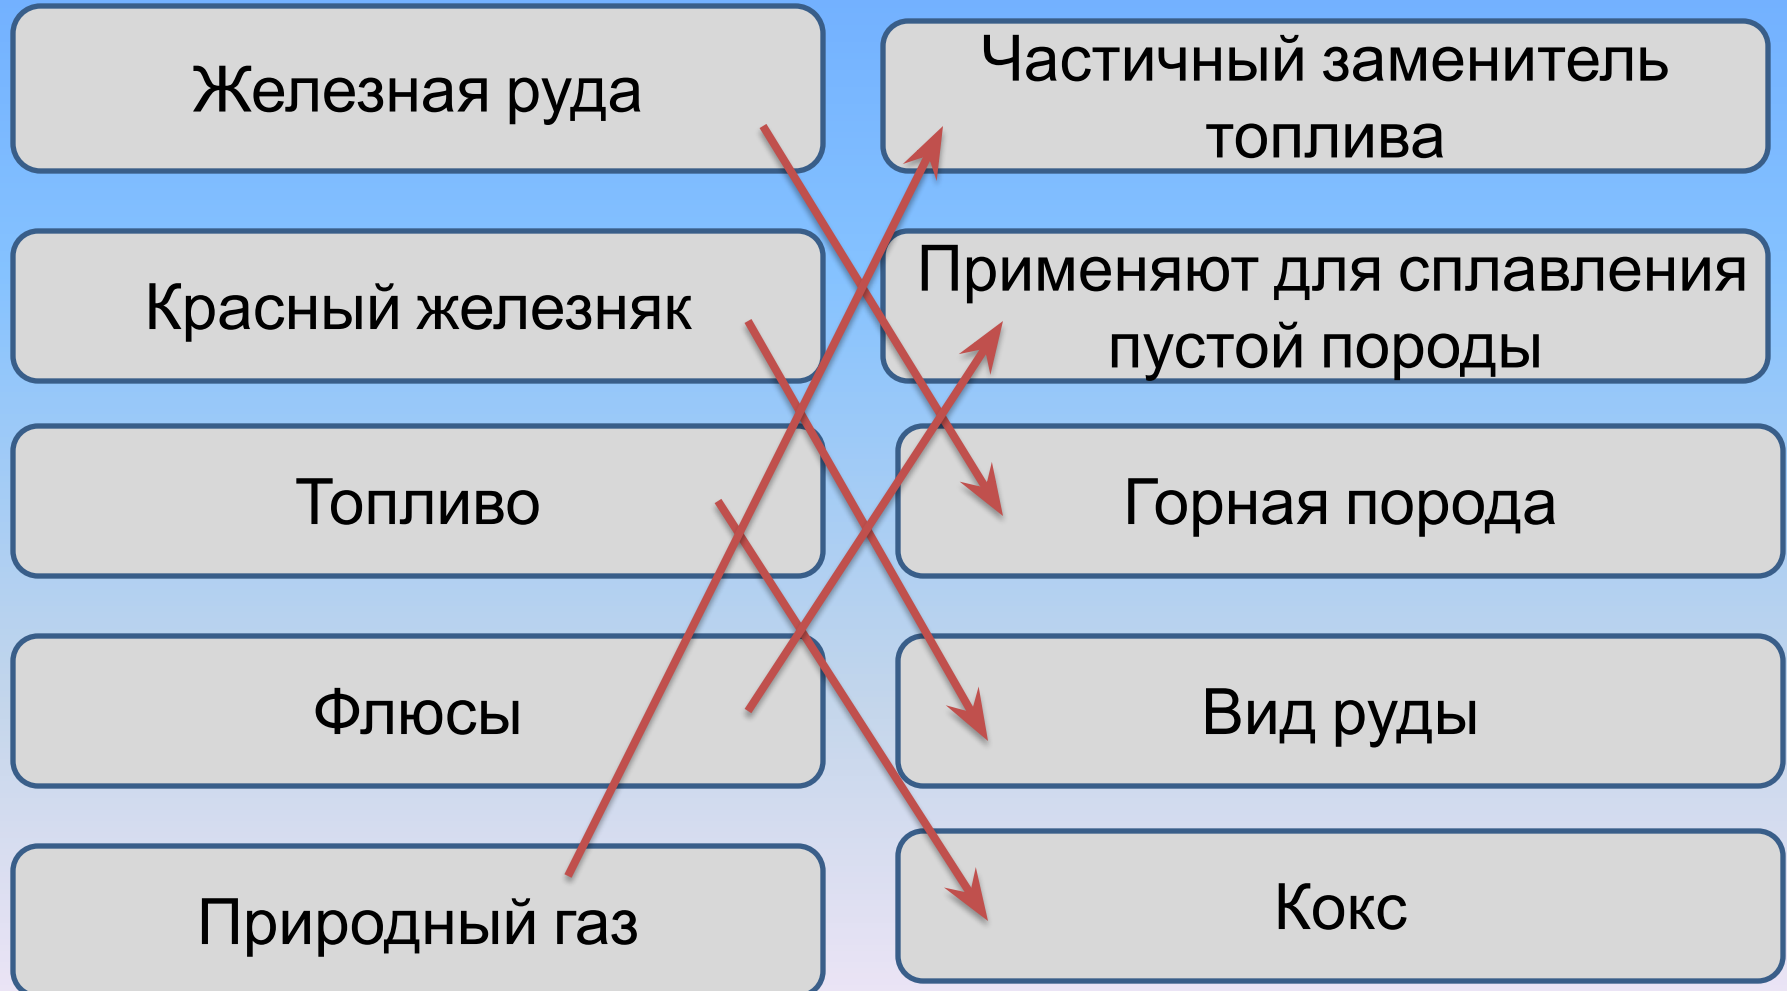 Железная руда
Частичный заменитель
топлива
Красный железняк
Применяют для сплавления
пустой породы
Топливо
Горная порода
Флюсы
Вид руды
Природный газ
Кокс